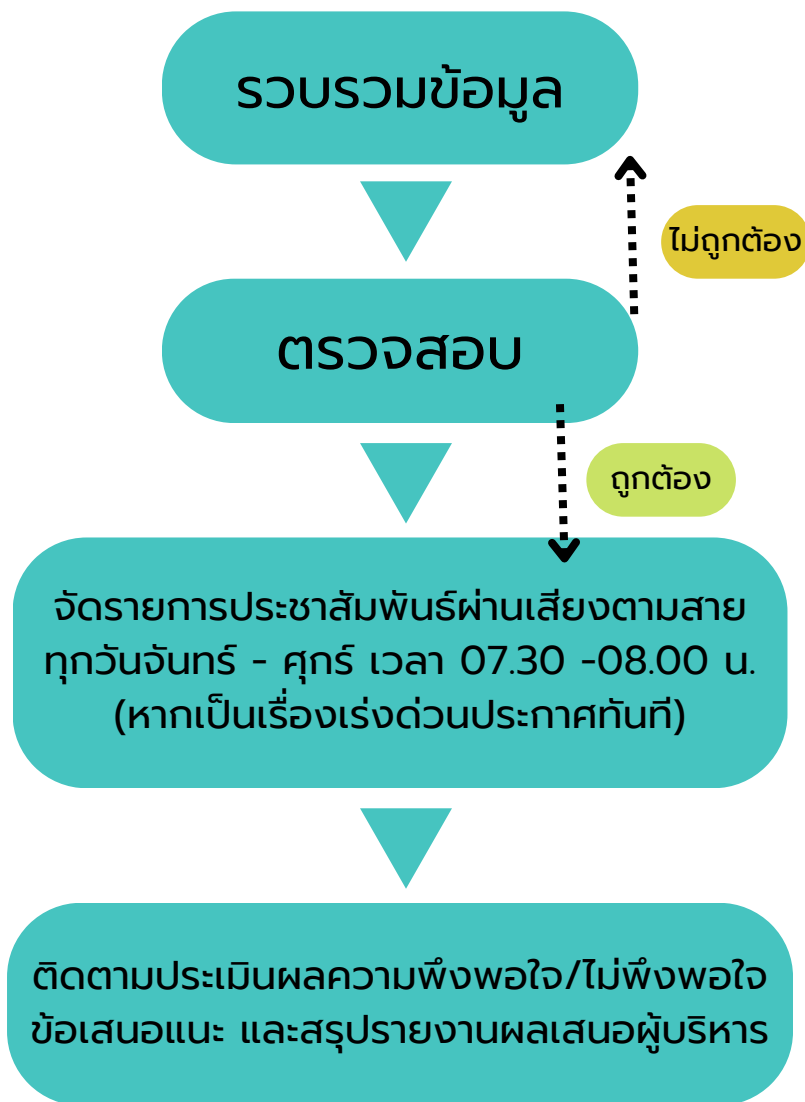 รวบรวมข้อมูล
ไม่ถูกต้อง
ตรวจสอบ
ถูกต้อง
จัดรายการประชาสัมพันธ์ผ่านเสียงตามสาย
ทุกวันจันทร์ - ศุกร์ เวลา 07.30 -08.00 น.
(หากเป็นเรื่องเร่งด่วนประกาศทันที)
ติดตามประเมินผลความพึงพอใจ/ไม่พึงพอใจ
ข้อเสนอแนะ และสรุปรายงานผลเสนอผู้บริหาร